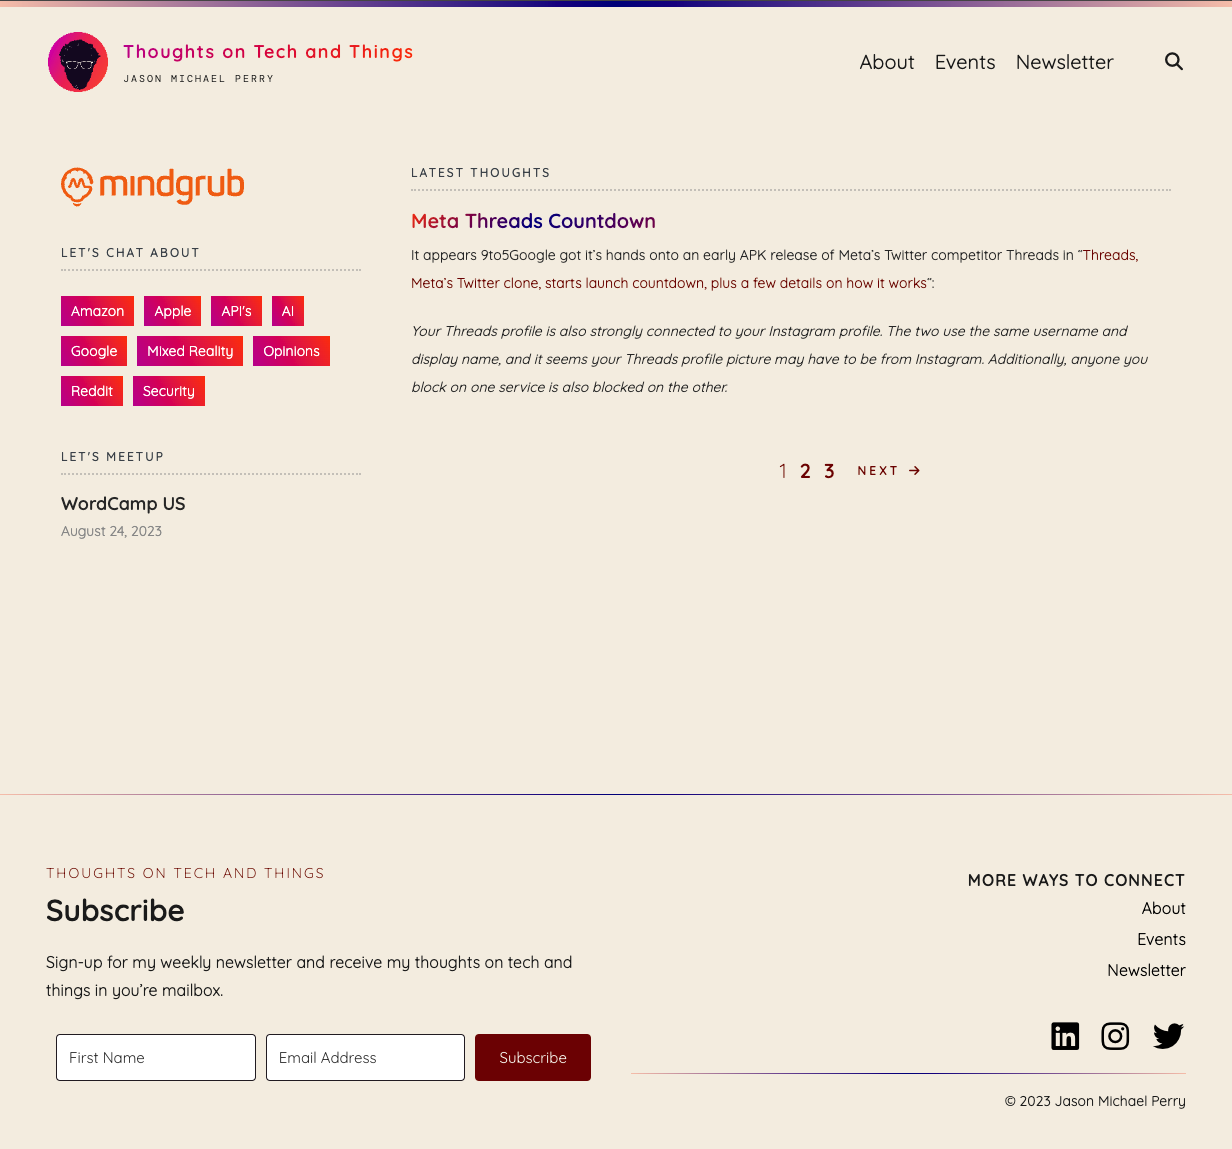 Thoughts on Tech and Things
JASON MICHAEL PERRY
About Events Newsletter
mindgrub
LET'S CHAT ABOUT
Amazon Apple API's AI
Google Mixed Reality Opinions
Reddit Security
LET'S MEETUP
WordCamp US
August 24, 2023
LATEST THOUGHTS
Meta Threads Countdown
It appears 9to5Google got it’s hands onto an early APK release of Meta’s Twitter competitor Threads in “Threads,
Meta’s Twitter clone, starts launch countdown, plus a few details on how it works“:
Your Threads profile is also strongly connected to your Instagram profile. The two use the same username and
display name, and it seems your Threads profile picture may have to be from Instagram. Additionally, anyone you
block on one service is also blocked on the other.
1 2 3 NEXT →
THOUGHTS ON TECH AND THINGS
Subscribe
Sign-up for my weekly newsletter and receive my thoughts on tech and
things in you’re mailbox.
First Name Email Address Subscribe
MORE WAYS TO CONNECT
About
Events
Newsletter
© 2023 Jason Michael Perry